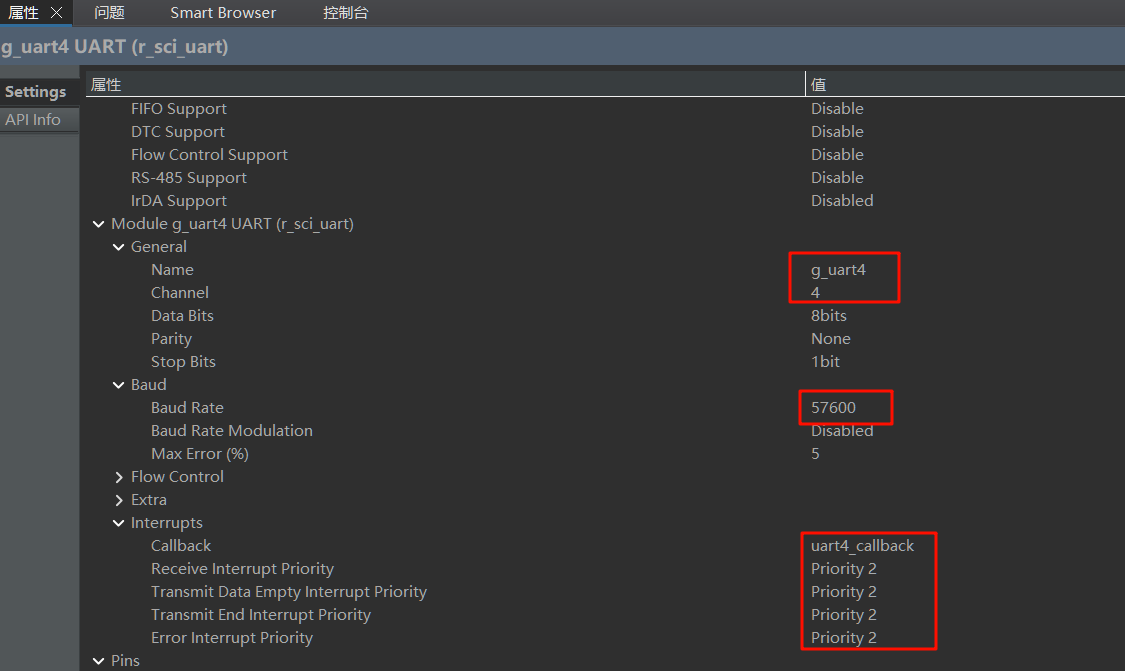 属性 问题 Smart Browser 控制台
g_uart4 UART (r_sci_uart)
Settings
API Info
属性 值
FIFO Support Disable
DTC Support Disable
Flow Control Support Disable
RS-485 Support Disable
IrDA Support Disabled
Module g_uart4 UART (r_sci_uart)
General
Name g_uart4
Channel 4
Data Bits 8bits
Parity None
Stop Bits 1bit
Baud
Baud Rate 57600
Baud Rate Modulation Disabled
Max Error (%) 5
Flow Control
Extra
Interrupts
Callback uart4_callback
Receive Interrupt Priority Priority 2
Transmit Data Empty Interrupt Priority Priority 2
Transmit End Interrupt Priority Priority 2
Error Interrupt Priority Priority 2
Pins